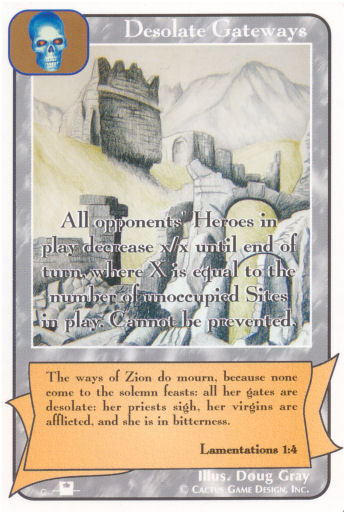 Desolate Gateways
All opponents' Heroes in
play decrease x/x until end of
turn, where X is equal to the
number of unoccupied Sites
in play. Cannot be prevented.
The ways of Zion do mourn, because none
come to the solemn feasts: all her gates are
desolate: her priests sigh, her virgins are
afflicted, and she is in bitterness.
Lamentations 1:4
Illus. Doug Gray
C
© Cactus Game Design, Inc.